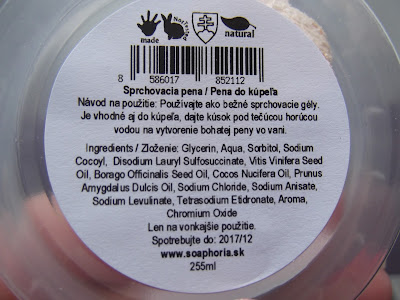 made
Not Tested
natural
8 586017 852112
Sprchovacia pena / Pena do kúpeľa
Návod na použitie: Používajte ako bežné sprchovacie gély.
Je vhodné aj do kúpeľa, dajte kúsok pod tečúcou horúcou
vodou na vytvorenie bohatej peny vo vani.
Ingredients / Zloženie: Glycerin, Aqua, Sorbitol, Sodium
Cocoyl, Disodium Lauryl Sulfosuccinate, Vitis Vinifera Seed
Oil, Borago Officinalis Seed Oil, Cocos Nucifera Oil, Prunus
Amygdalus Dulcis Oil, Sodium Chloride, Sodium Anisate,
Sodium Levulinate, Tetrasodium Etidronate, Aroma,
Chromium Oxide
Len na vonkajšie použitie.
Spotrebujte do: 2017/12
www.soaphoria.sk
255ml